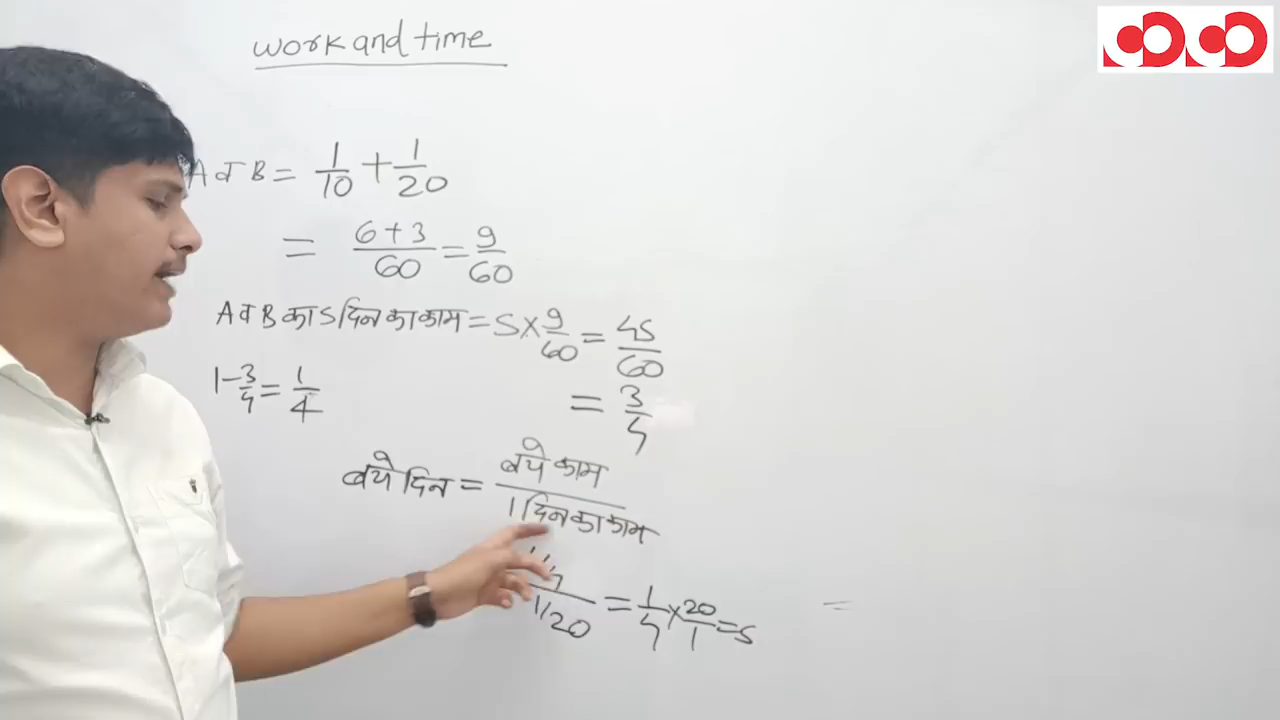 work and time
A व B = 1/10 + 1/20
= 6+3/60 = 9/60
A व B का 5 दिन का काम = 5 × 9/60 = 45/60
= 3/4
1 - 3/4 = 1/4
बचे दिन = बचे काम / 1 दिन का काम
1/4 / 1/20 = 1/4 × 20/1 = 5
=